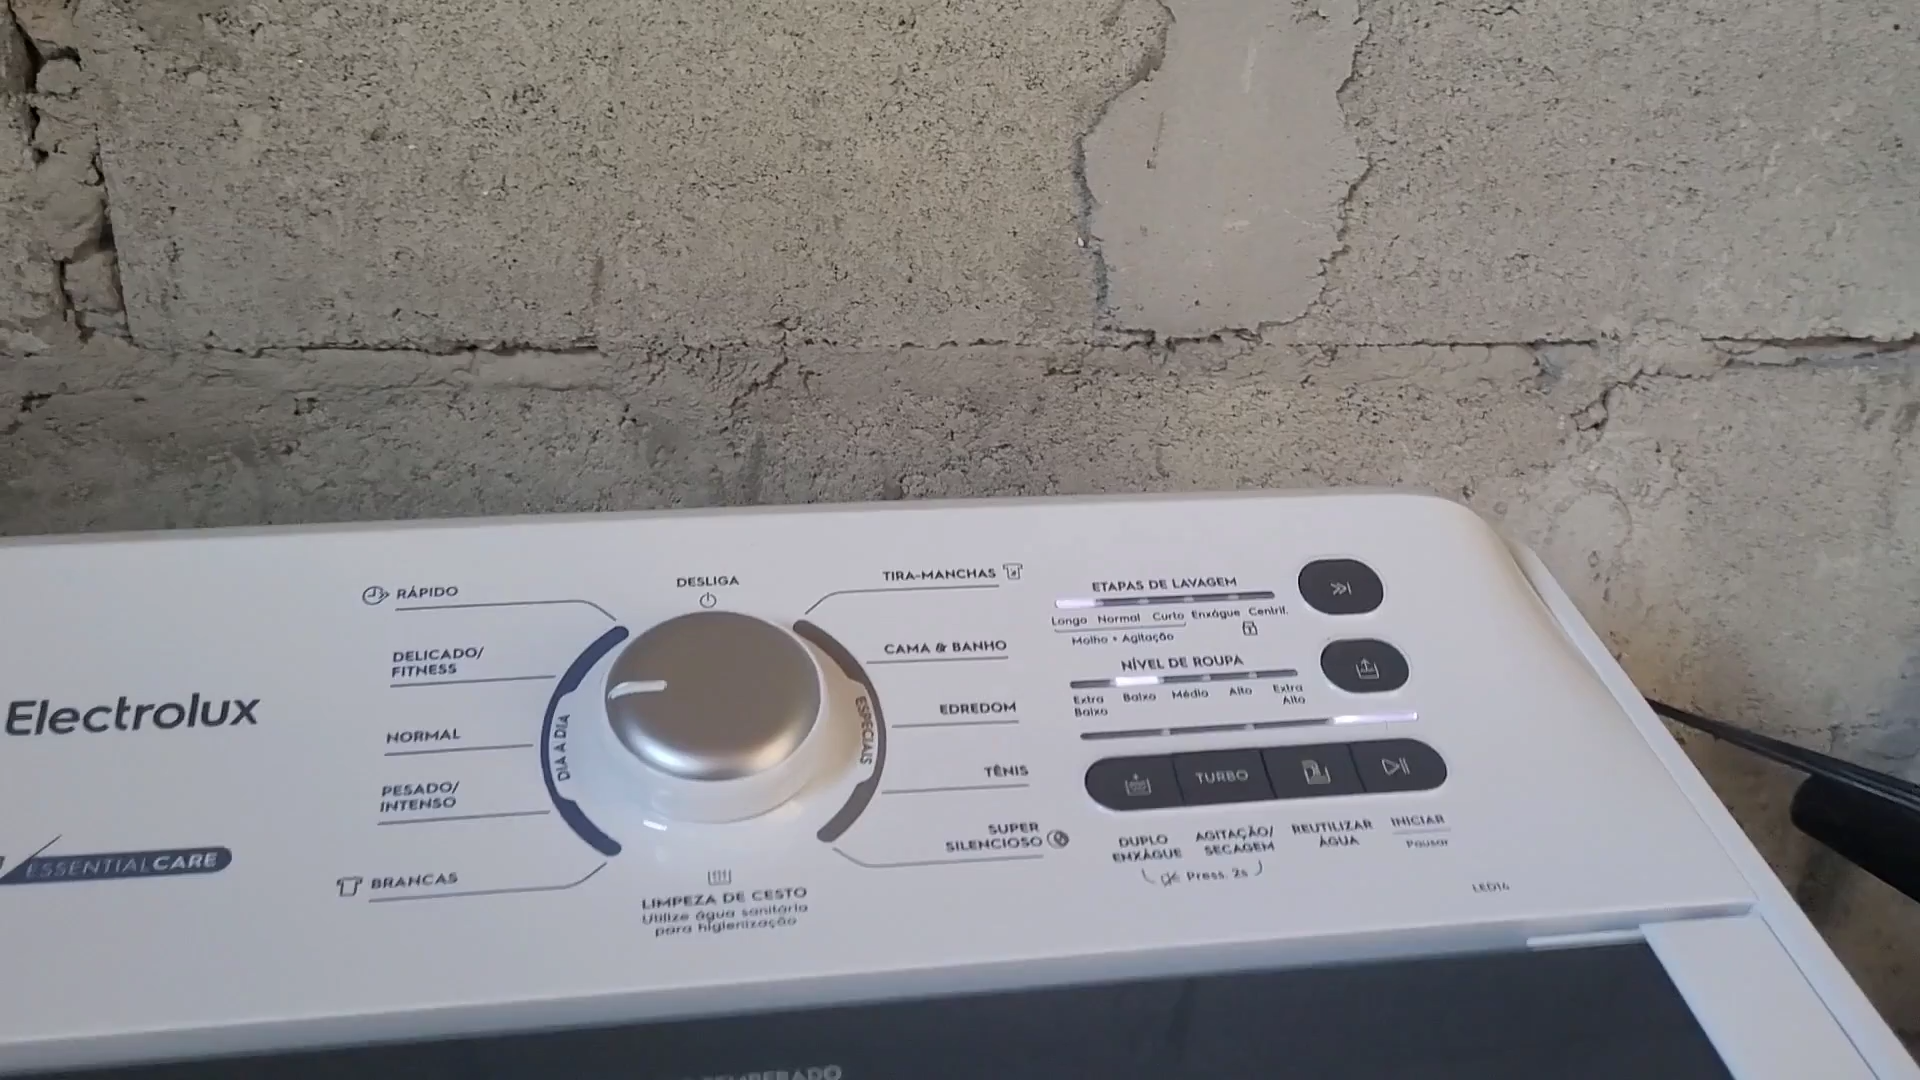 Electrolux
ESSENTIALCARE
RÁPIDO
DELICADO/
FITNESS
NORMAL
PESADO/
INTENSO
BRANCAS
DESLIGA
DIA A DIA
ESPECIAIS
LIMPEZA DE CESTO
Utilize água sanitária
para higienização
TIRA-MANCHAS
CAMA & BANHO
EDREDOM
TÊNIS
SUPER
SILENCIOSO
ETAPAS DE LAVAGEM
Longo Normal Curto Enxágue Centrif.
Molho + Agitação
NÍVEL DE ROUPA
Extra Baixo Baixo Médio Alto Extra Alto
TURBO
DUPLO
ENXÁGUE
AGITAÇÃO/
SECAGEM
Press. 2s
REUTILIZAR
ÁGUA
INICIAR
Pausar
LED14
TEMPERADO